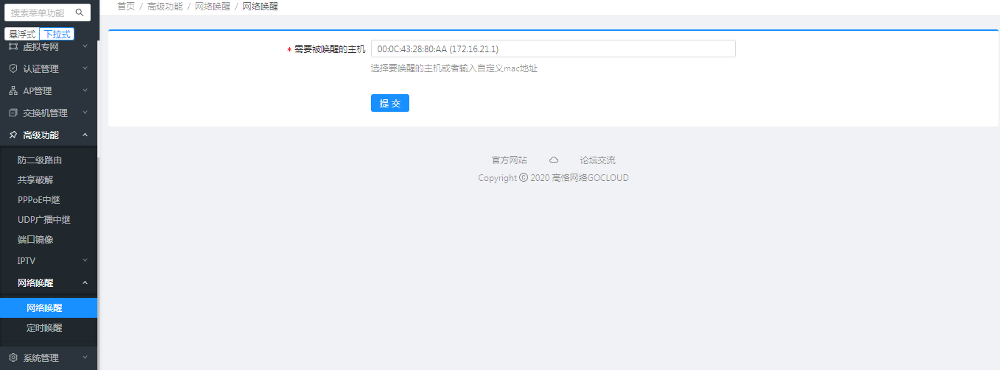 搜索菜单功能
悬浮式 下拉式
虚拟专网
认证管理
AP管理
交换机管理
高级功能
防二级路由
共享破解
PPPoE中继
UDP广播中继
端口镜像
IPTV
网络唤醒
网络唤醒
定时唤醒
系统管理
首页 / 高级功能 / 网络唤醒 / 网络唤醒
* 需要被唤醒的主机 00:0C:43:28:80:AA (172.16.21.1)
选择要唤醒的主机或者输入自定义mac地址
提 交
官方网站 论坛交流
Copyright © 2020 高恪网络GOCLOUD